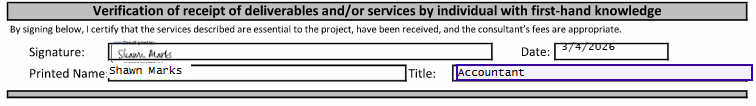 Verification of receipt of deliverables and/or services by individual with first-hand knowledge
By signing below, I certify that the services described are essential to the project, have been received, and the consultant's fees are appropriate.
Signature: Shawn Marks Date: 3/4/2026
Printed Name: Shawn Marks Title: Accountant